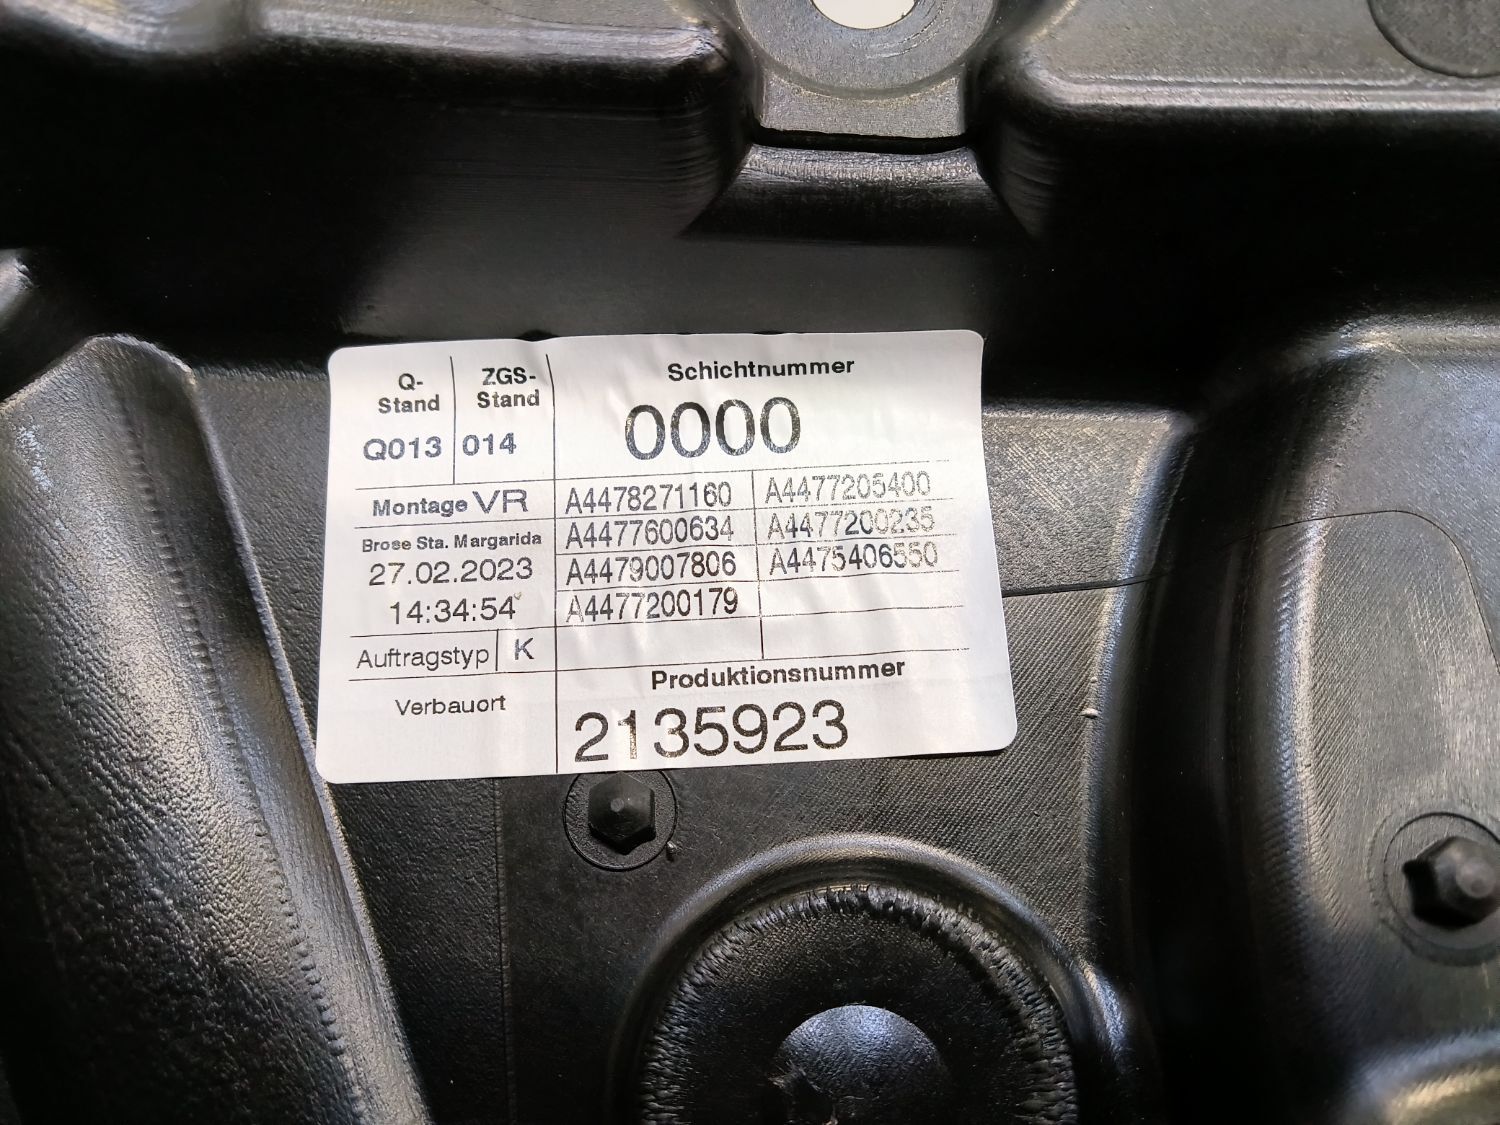 Q-
Stand
ZGS-
Stand
Schichtnummer
Q013
014
0000
Montage VR
A4478271160
A4477205400
Brose Sta. Margarida
A4477600634
A4477200235
27.02.2023
A4479007806
A4475406550
14:34:54
A4477200179
Auftragstyp K
Verbauort
Produktionsnummer
2135923